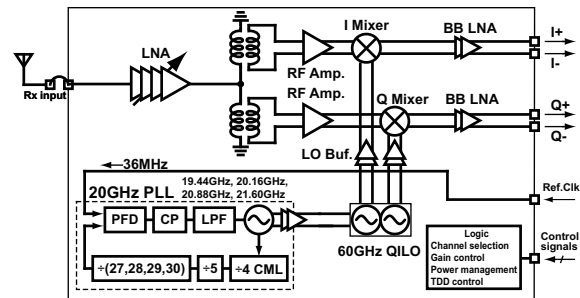 I Mixer
BB LNA
I+
I-
LNA
Rx input
RF Amp.
RF Amp.
Q Mixer
BB LNA
Q+
Q-
LO Buf.
36MHz
20GHz PLL
19.44GHz, 20.16GHz,
20.88GHz, 21.60GHz
Ref.Clk
PFD
CP
LPF
60GHz QILO
÷(27,28,29,30)
÷5
÷4 CML
Logic
Channel selection
Gain control
Power management
TDD control
Control
signals